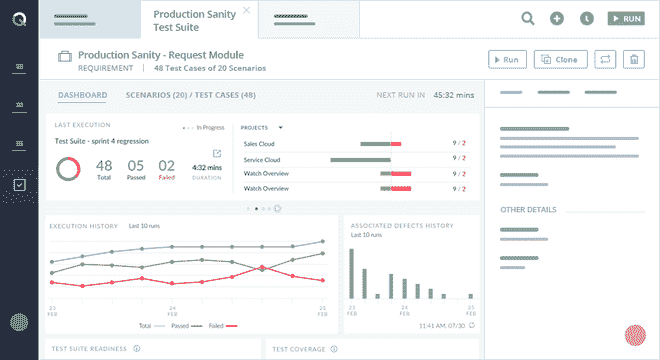 Production Sanity
Test Suite
RUN
Production Sanity - Request Module
REQUIREMENT | 48 Test Cases of 20 Scenarios
Run
Clone
DASHBOARD
SCENARIOS (20) / TEST CASES (48)
NEXT RUN IN 45:32 mins
LAST EXECUTION
In Progress
Test Suite - sprint 4 regression
48 05 02 4:32 mins
Total Passed Failed DURATION
PROJECTS
Sales Cloud 9 / 2
Service Cloud 9 / 2
Watch Overview 9 / 2
Watch Overview 9 / 2
OTHER DETAILS
EXECUTION HISTORY Last 10 runs
23 FEB
24 FEB
25 FEB
Total Passed Failed
ASSOCIATED DEFECTS HISTORY
Last 10 runs
23 FEB
24 FEB
25 FEB
11:41 AM, 07/30
TEST SUITE READINESS
TEST COVERAGE